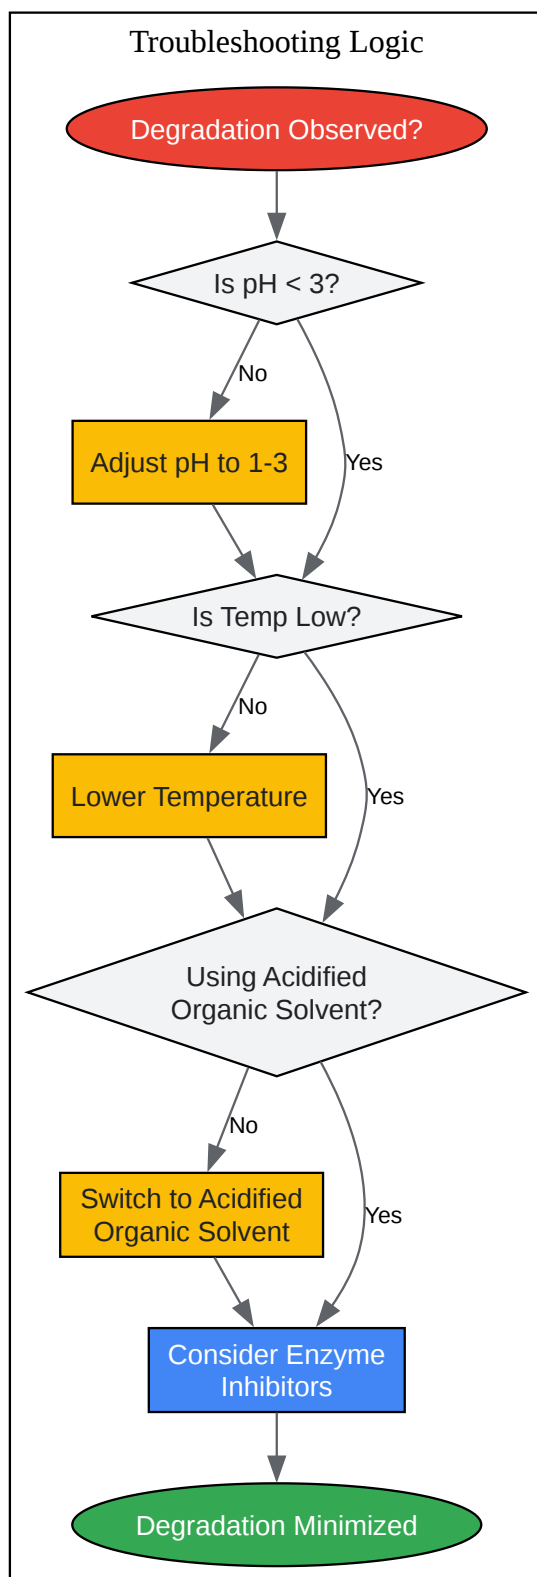 Troubleshooting Logic
Degradation Observed?
Is pH < 3?
No
Adjust pH to 1-3
Yes
Is Temp Low?
No
Lower Temperature
Yes
Using Acidified
Organic Solvent?
No
Switch to Acidified
Organic Solvent
Yes
Consider Enzyme
Inhibitors
Degradation Minimized